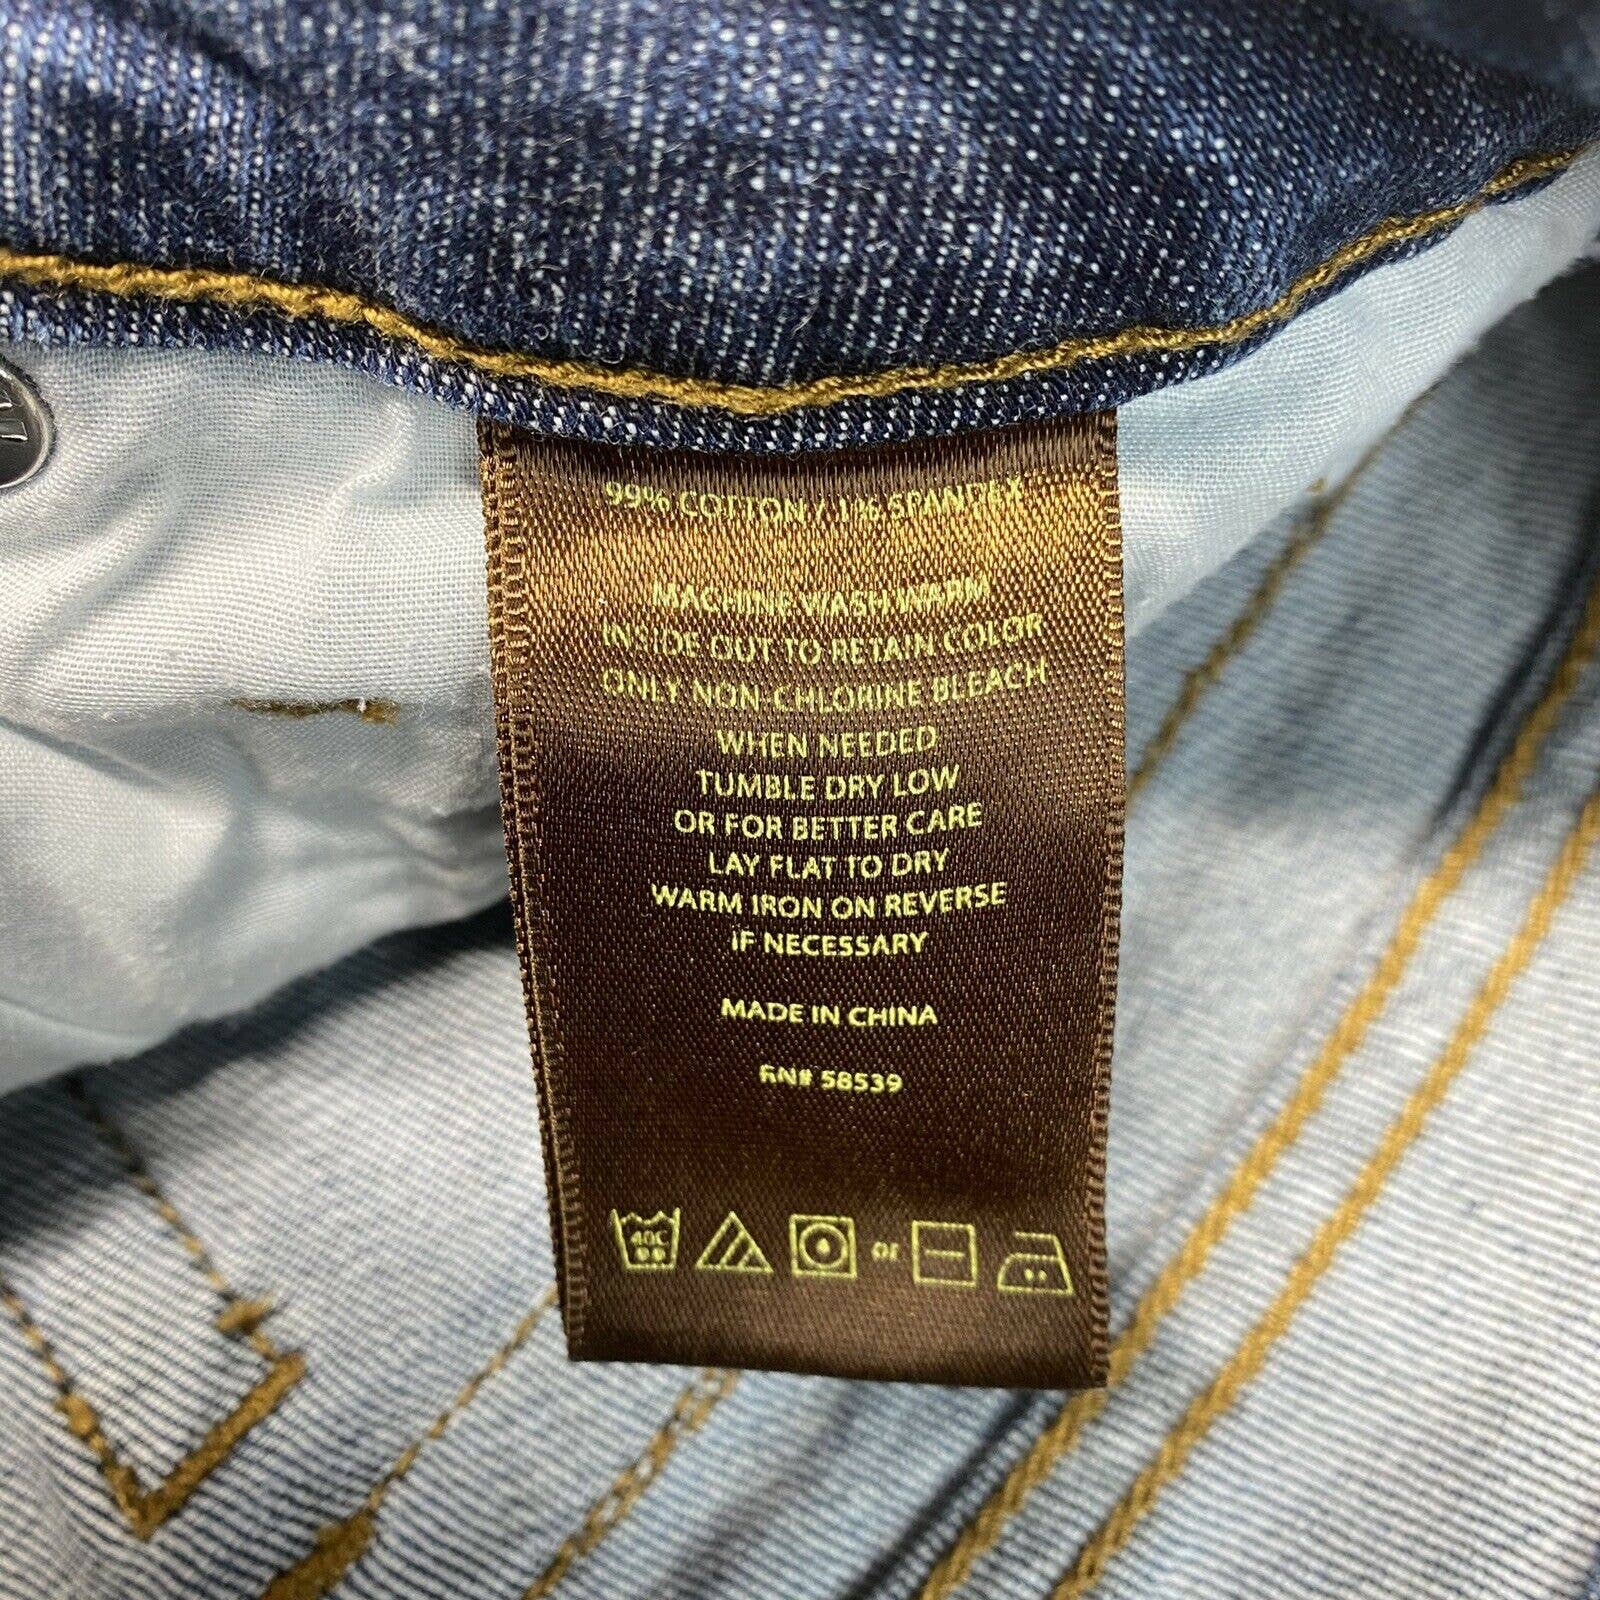 99% COTTON / 1% SPANDEX
MACHINE WASH WARM
INSIDE OUT TO RETAIN COLOR
ONLY NON-CHLORINE BLEACH
WHEN NEEDED
TUMBLE DRY LOW
OR FOR BETTER CARE
LAY FLAT TO DRY
WARM IRON ON REVERSE
IF NECESSARY
MADE IN CHINA
RN# 58539
40C
or